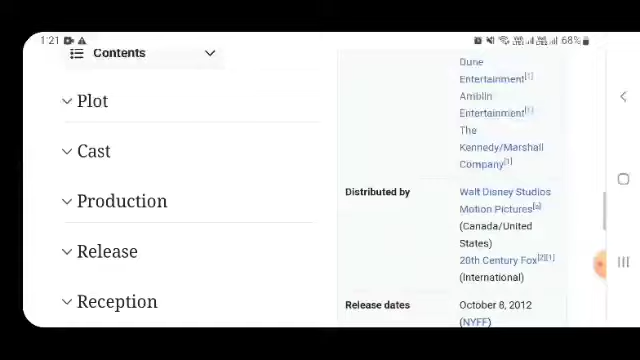 1:21
68%
Contents
Plot
Cast
Production
Release
Reception
Dune
Entertainment[1]
Amblin
Entertainment[1]
The
Kennedy/Marshall
Company[1]
Distributed by
Walt Disney Studios
Motion Pictures[a]
(Canada/United
States)
20th Century Fox[2][1]
(International)
Release dates
October 8, 2012
(NYFF)